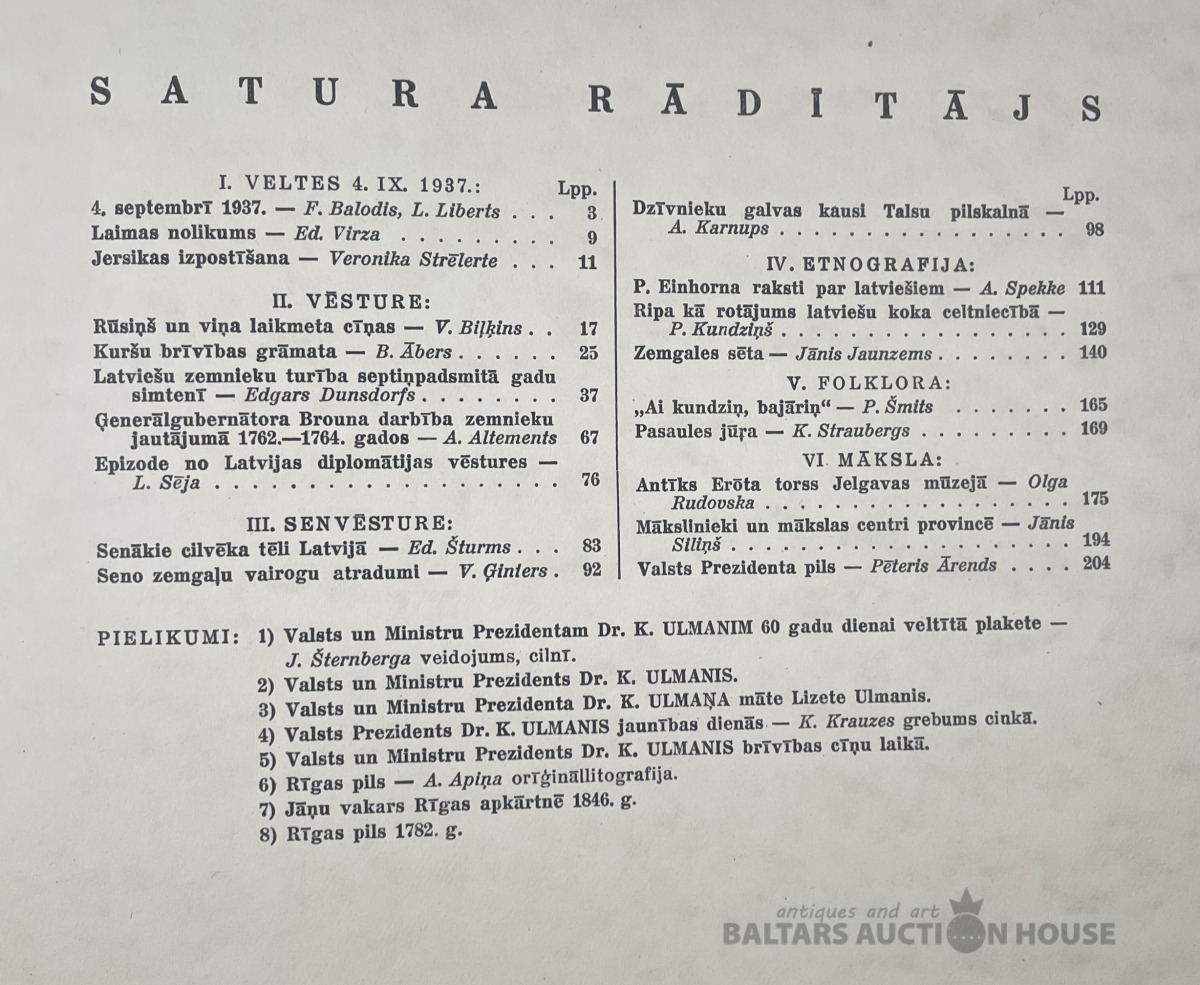 SATURA RĀDĪTĀJS
I. VELTES 4. IX. 1937.: Lpp.
4. septembrī 1937. — F. Balodis, L. Liberts . . . 3
Laimas nolikums — Ed. Virza . . . . . . . . . 9
Jersikas izpostīšana — Veronika Strēlerte . . . 11
II. VĒSTURE:
Rūsiņš un viņa laikmeta cīņas — V. Biļķins . . 17
Kuršu brīvības grāmata — B. Ābers . . . . . . 25
Latviešu zemnieku turība septiņpadsmitā gadu
simtenī — Edgars Dunsdorfs . . . . . . . . 37
Ģenerālgubernātora Brouna darbība zemnieku
jautājumā 1762.—1764. gados — A. Altements 67
Epizode no Latvijas diplomātijas vēstures —
L. Sēja . . . . . . . . . . . . . . . . . . . 76
III. SENVĒSTURE:
Senākie cilvēka tēli Latvijā — Ed. Šturms . . . 83
Seno zemgaļu vairogu atradumi — V. Ģinters . 92
Lpp.
Dzīvnieku galvas kausi Talsu pilskalnā —
A. Karnups . . . . . . . . . . . . . . . . . 98
IV. ETNOGRAFIJA:
P. Einhorna raksti par latviešiem — A. Spekke 111
Ripa kā rotājums latviešu koka celtniecībā —
P. Kundziņš . . . . . . . . . . . . . . . . . 129
Zemgales sēta — Jānis Jaunzems . . . . . . . . 140
V. FOLKLORA:
„Ai kundziņ, bajāriņ“ — P. Šmits . . . . . . . 165
Pasaules jūŗa — K. Straubergs . . . . . . . . . 169
VI. MĀKSLA:
Antīks Erōta torss Jelgavas mūzejā — Olga
Rudovska . . . . . . . . . . . . . . . . . . 175
Mākslinieki un mākslas centri provincē — Jānis
Siliņš . . . . . . . . . . . . . . . . . . . . 194
Valsts Prezidenta pils — Pēteris Ārends . . . . 204
PIELIKUMI: 1) Valsts un Ministru Prezidentam Dr. K. ULMANIM 60 gadu dienai veltītā plakete —
J. Šternberga veidojums, cilnī.
2) Valsts un Ministru Prezidents Dr. K. ULMANIS.
3) Valsts un Ministru Prezidenta Dr. K. ULMAŅA māte Lizete Ulmanis.
4) Valsts Prezidents Dr. K. ULMANIS jaunības dienās — K. Krauzes grebums cinkā.
5) Valsts un Ministru Prezidents Dr. K. ULMANIS brīvības cīņu laikā.
6) Rīgas pils — A. Apiņa orīģināllitografija.
7) Jāņu vakars Rīgas apkārtnē 1846. g.
8) Rīgas pils 1782. g.
antiques and art
BALTARS AUCTION HOUSE